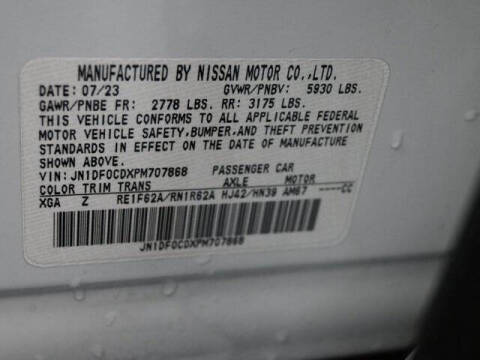 MANUFACTURED BY NISSAN MOTOR CO.,LTD.
DATE: 07/23 GVWR/PNBV: 5930 LBS.
GAWR/PNBE FR: 2778 LBS. RR: 3175 LBS.
THIS VEHICLE CONFORMS TO ALL APPLICABLE FEDERAL
MOTOR VEHICLE SAFETY,BUMPER,AND THEFT PREVENTION
STANDARDS IN EFFECT ON THE DATE OF MANUFACTURE
SHOWN ABOVE.
VIN: JN1DF0CDXPM707868 PASSENGER CAR
COLOR TRIM TRANS AXLE MOTOR
XGA Z RE1F62A/RN1R62A HJ42/HN39 AM67 ----CC
JN1DF0CDXPM707868